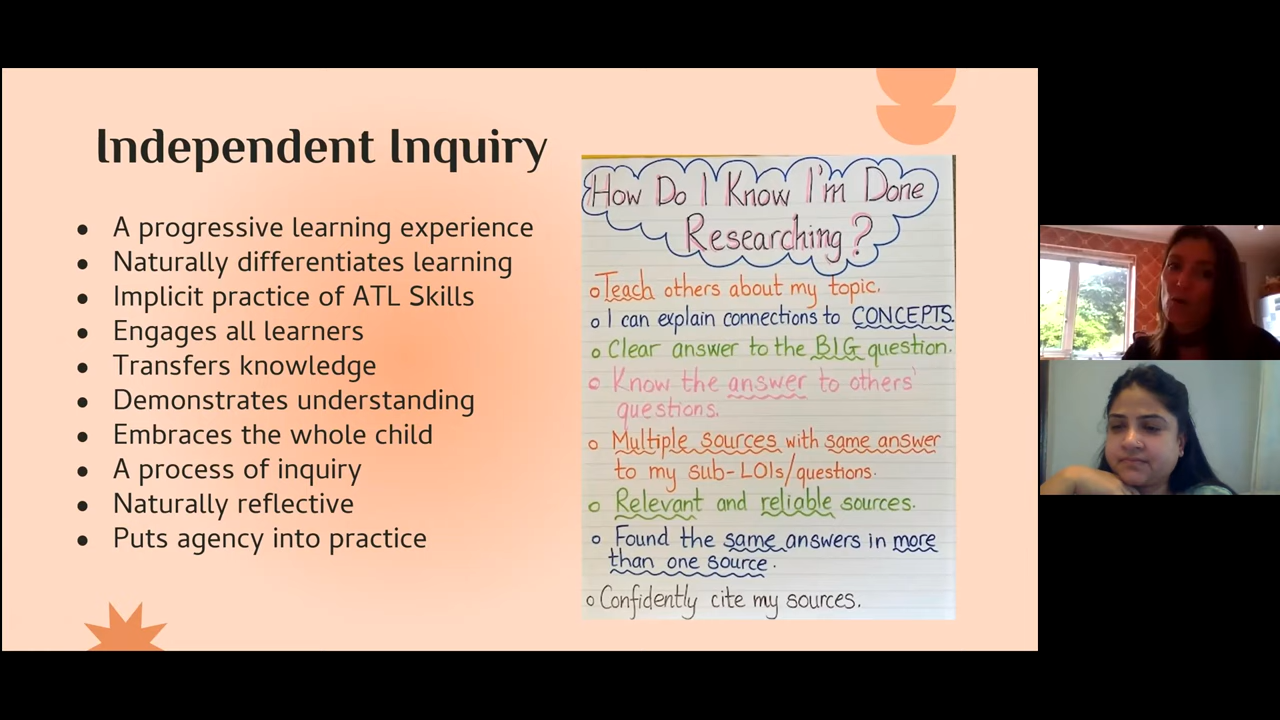 Independent Inquiry
• A progressive learning experience
• Naturally differentiates learning
• Implicit practice of ATL Skills
• Engages all learners
• Transfers knowledge
• Demonstrates understanding
• Embraces the whole child
• A process of inquiry
• Naturally reflective
• Puts agency into practice
How Do I Know I'm Done
Researching?
o Teach others about my topic.
o I can explain connections to CONCEPTS.
o Clear answer to the BIG question.
o Know the answer to others'
questions.
o Multiple sources with same answer
to my sub-LOIs/questions.
o Relevant and reliable sources.
o Found the same answers in more
than one source.
o Confidently cite my sources.